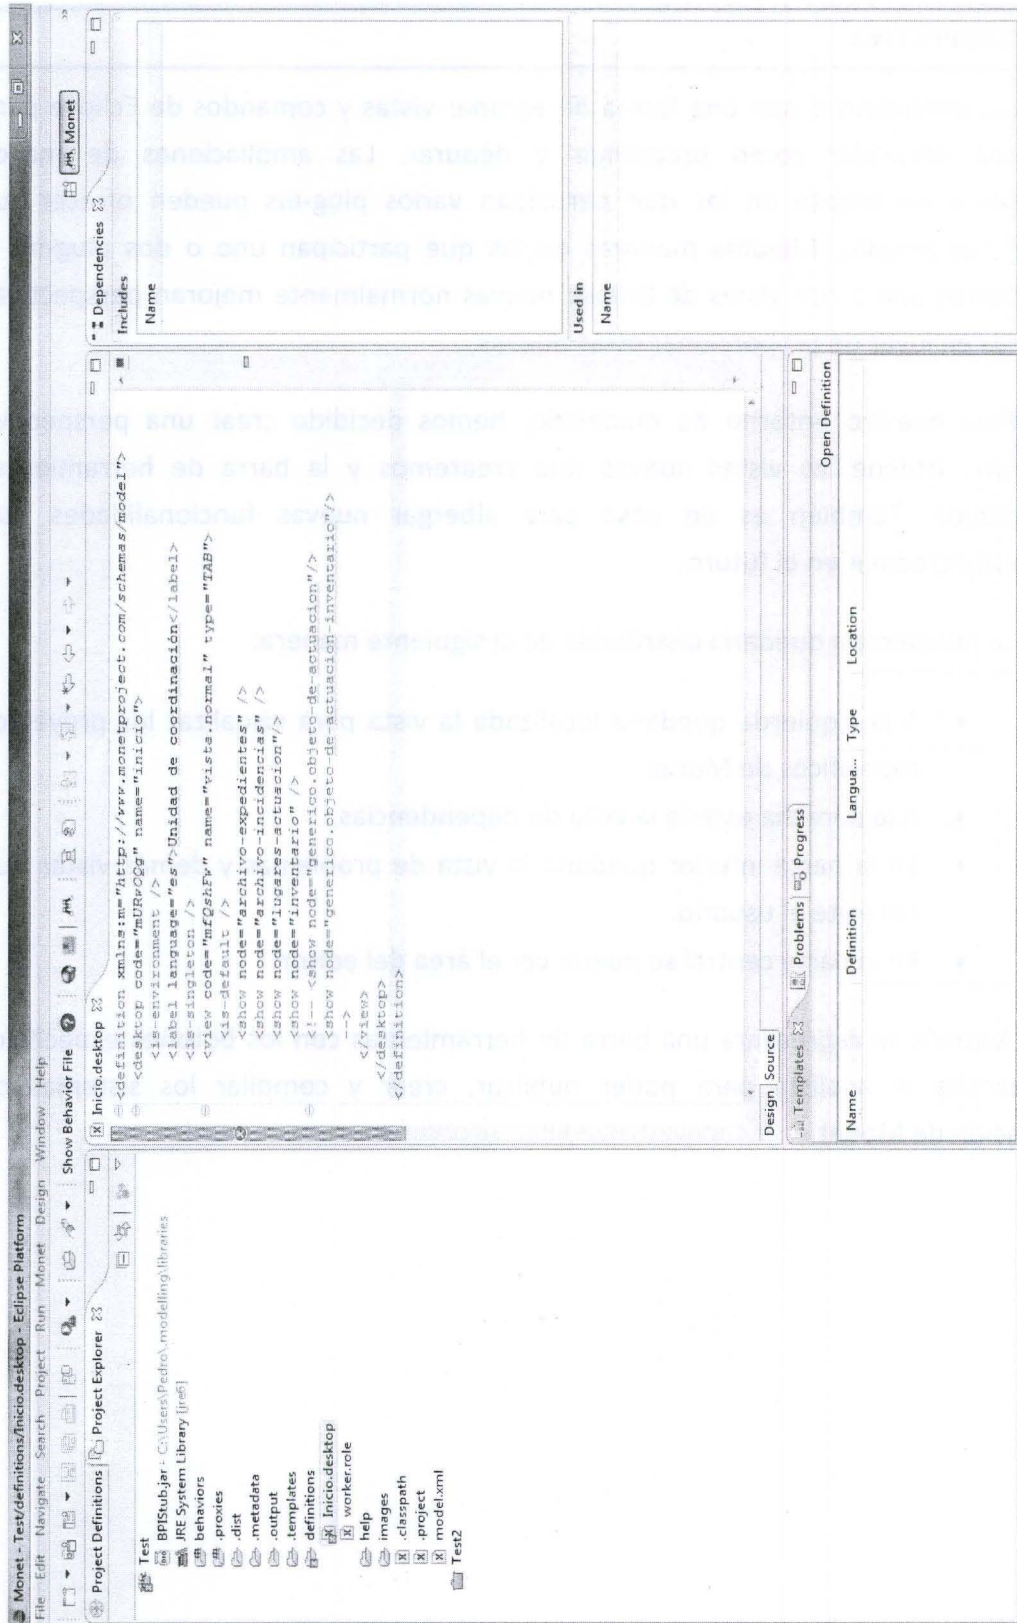 Monet - Test/definitions/Inicio.desktop - Eclipse Platform
File Edit Navigate Search Project Run Monet Design Window Help
Show Behavior File
Monet
Project Definitions Project Explorer
Test
BPIStub.jar - C:\Users\Pedro\.modelling\libraries
JRE System Library [jre6]
behaviors
.proxies
.dist
.metadata
.output
.templates
definitions
Inicio.desktop
worker.role
help
images
.classpath
.project
model.xml
Test2
Inicio.desktop
<definition xmlns:m="http://www.monetproject.com/schemas/model">
<desktop code="mURwOQg" name="inicio">
<is-environment />
<label language="es">Unidad de coordinación</label>
<is-singleton />
<view code="mfQshFw" name="vista.normal" type="TAB">
<is-default />
<show node="archivo-expedientes" />
<show node="archivo-incidencias" />
<show node="lugares-actuacion"/>
<show node="inventario" />
<!-- <show node="generico.objeto-de-actuacion"/>
<show node="generico.objeto-de-actuacion-inventario"/>
-->
</view>
</desktop>
</definition>
Design Source
Templates Problems Progress
Open Definition
Name Definition Langua... Type Location
Dependencies
Includes
Name
Used in
Name